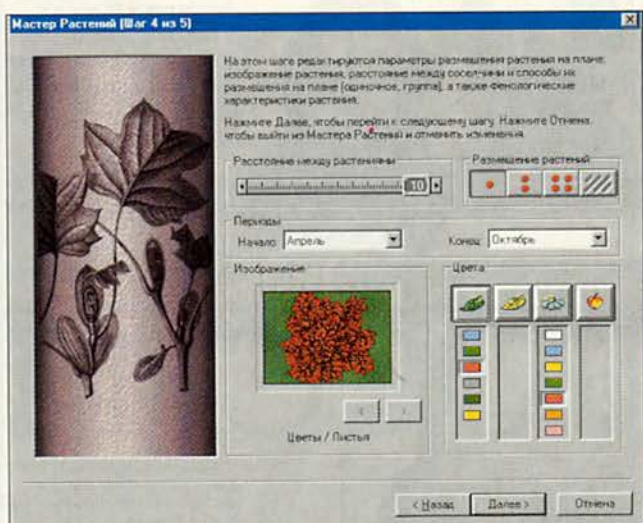 Мастер Растений (Шаг 4 из 5)
На этом шаге редактируются параметры размещения растения на плане:
изображение растения, расстояние между соседними и способы их
размещения на плане (одиночное, группа), а также фенологические
характеристики растения.
Нажмите Далее, чтобы перейти к следующему шагу. Нажмите Отмена,
чтобы выйти из Мастера Растений и отменить изменения.
Расстояние между растениями
Размещение растений
10
Периоды
Начало: Апрель
Конец: Октябрь
Изображение
Цвета
Цветы / Листья
< Назад
Далее >
Отмена